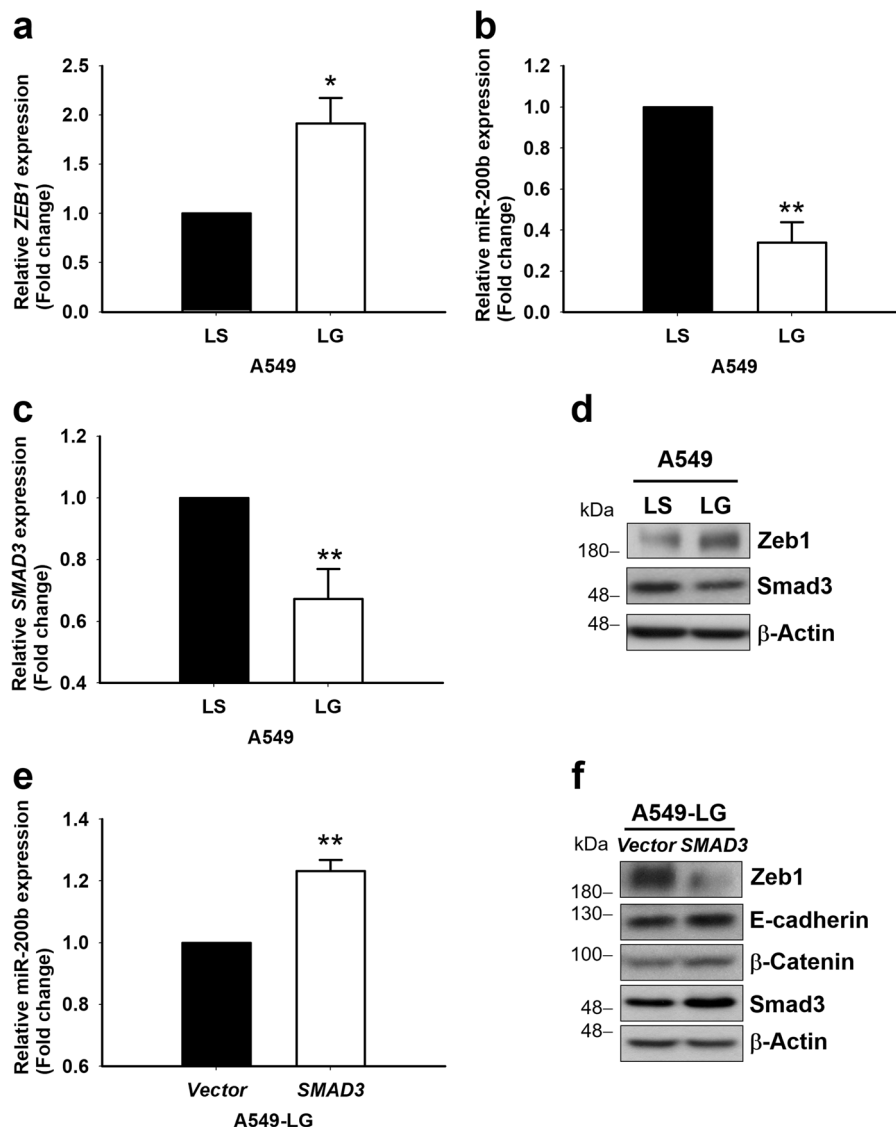 a
Relative ZEB1 expression
(Fold change)
2.5
2.0
1.5
1.0
0.5
0.0
*
LS
LG
A549
b
Relative miR-200b expression
(Fold change)
1.2
1.0
0.8
0.6
0.4
0.2
0.0
**
LS
LG
A549
c
Relative SMAD3 expression
(Fold change)
1.2
1.0
0.8
0.6
0.4
**
LS
LG
A549
d
A549
kDa
LS LG
180–
Zeb1
48–
Smad3
48–
β-Actin
e
Relative miR-200b expression
(Fold change)
1.4
1.2
1.0
0.8
0.6
**
Vector
SMAD3
A549-LG
f
A549-LG
kDa
Vector SMAD3
180–
Zeb1
130–
E-cadherin
100–
β-Catenin
48–
Smad3
48–
β-Actin